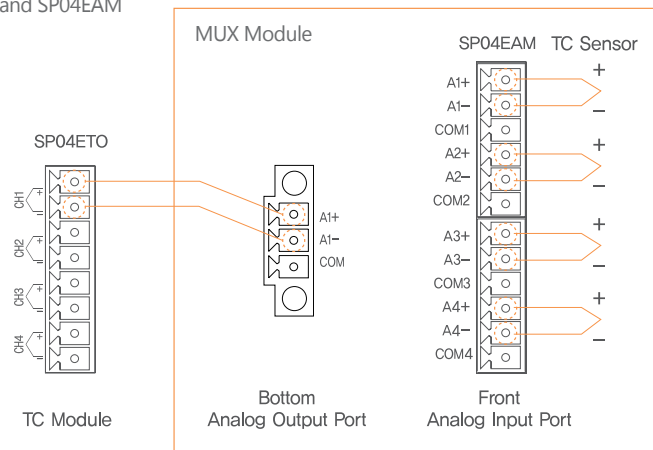 and SP04EAM
MUX Module
SP04EAM TC Sensor
SP04ETO
CH1 + −
CH2 + −
CH3 + −
CH4 + −
TC Module
A1+
A1−
COM
Bottom
Analog Output Port
A1+
A1−
COM1
A2+
A2−
COM2
A3+
A3−
COM3
A4+
A4−
COM4
+
−
+
−
+
−
+
−
Front
Analog Input Port